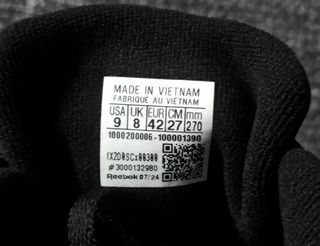 MADE IN VIETNAM
FABRIQUÉ AU VIETNAM
USA UK EUR CM mm
9 8 42 27 270
1000200006-100001390
#3000132980
Reebok 07/24